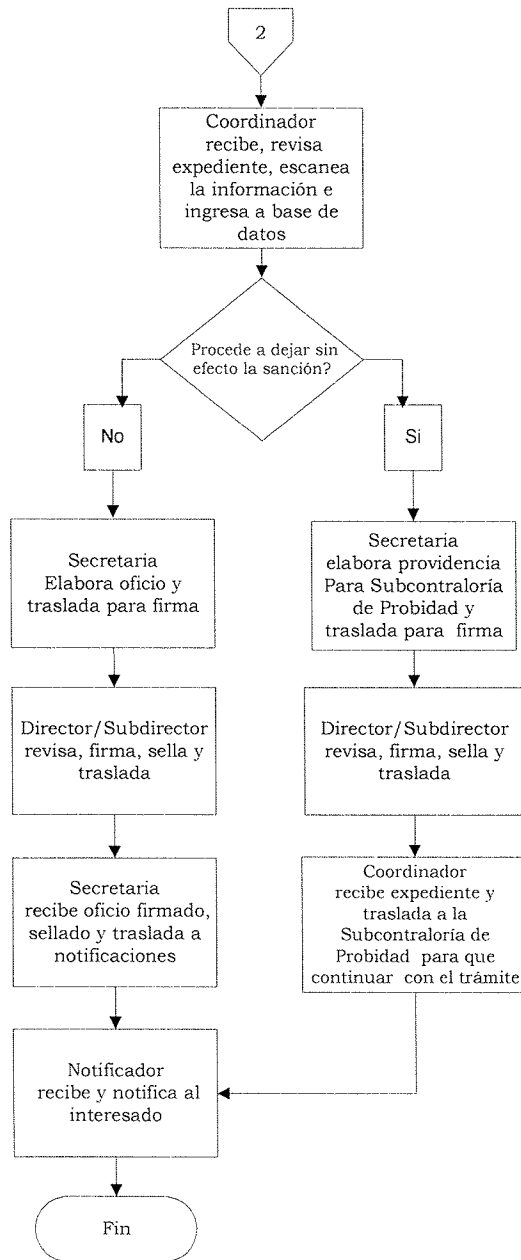 2
Coordinador
recibe, revisa
expediente, escanea
la información e
ingresa a base de
datos
Procede a dejar sin
efecto la sanción?
No
Si
Secretaria
Elabora oficio y
traslada para firma
Secretaria
elabora providencia
Para Subcontraloría
de Probidad y
traslada para firma
Director/Subdirector
revisa, firma, sella y
traslada
Director/Subdirector
revisa, firma, sella y
traslada
Secretaria
recibe oficio firmado,
sellado y traslada a
notificaciones
Coordinador
recibe expediente y
traslada a la
Subcontraloría de
Probidad para que
continuar con el trámite
Notificador
recibe y notifica al
interesado
Fin